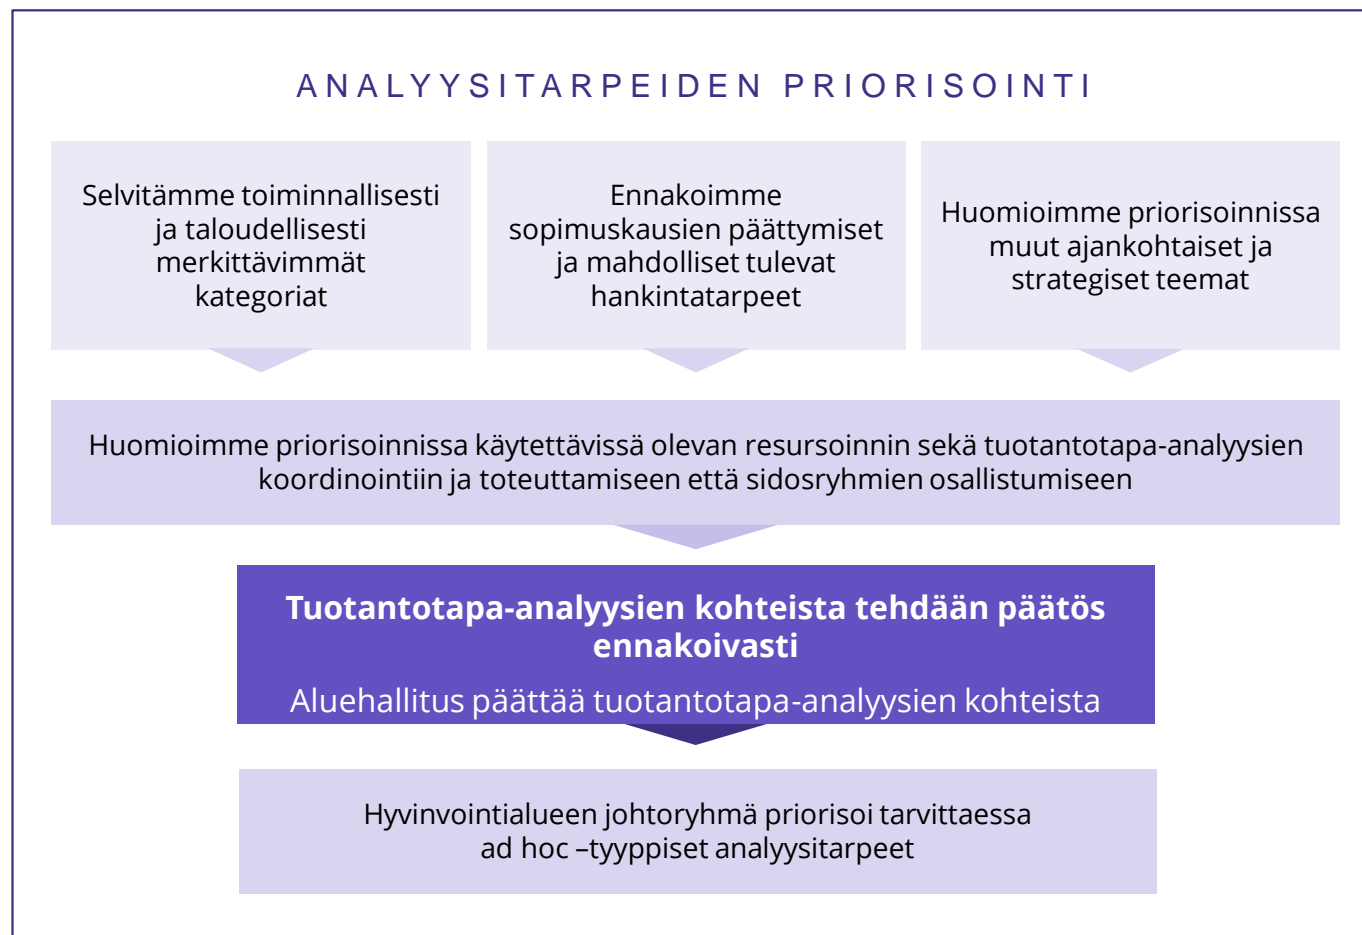 ANALYYSITARPEIDEN PRIORISOINTI
Selvitämme toiminnallisesti
ja taloudellisesti
merkittävimmät
kategoriat
Ennakoimme
sopimuskausien päättymiset
ja mahdolliset tulevat
hankintatarpeet
Huomioimme priorisoinnissa
muut ajankohtaiset ja
strategiset teemat
Huomioimme priorisoinnissa käytettävissä olevan resursoinnin sekä tuotantotapa-analyysien
koordinointiin ja toteuttamiseen että sidosryhmien osallistumiseen
Tuotantotapa-analyysien kohteista tehdään päätös
ennakoivasti
Aluehallitus päättää tuotantotapa-analyysien kohteista
Hyvinvointialueen johtoryhmä priorisoi tarvittaessa
ad hoc –tyyppiset analyysitarpeet